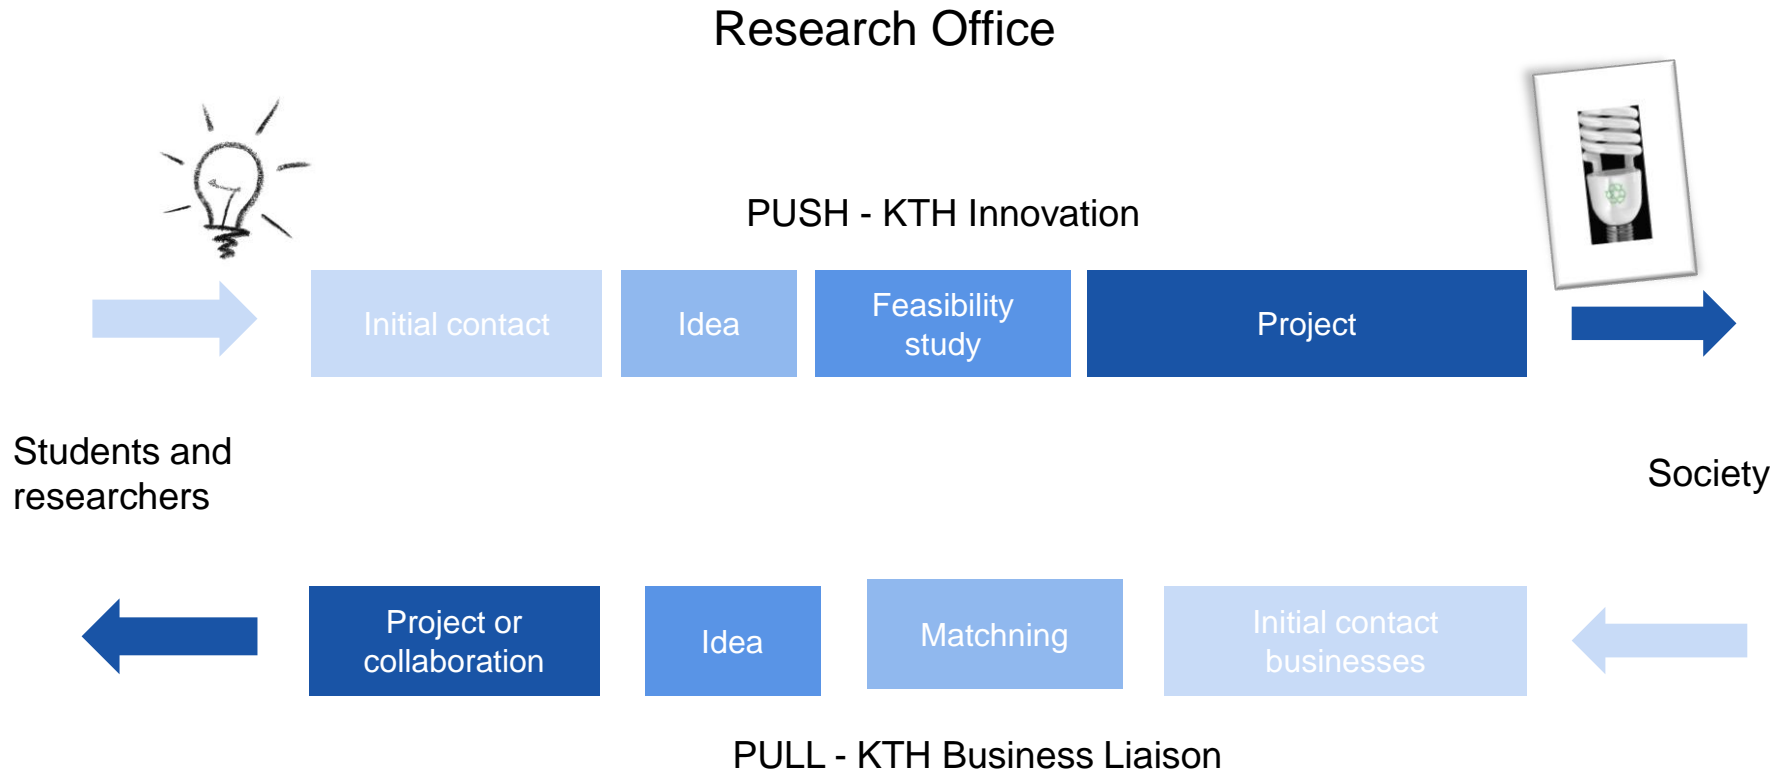 Research Office
PUSH - KTH Innovation
Initial contact
Idea
Feasibility
study
Project
Students and
researchers
Society
Project or
collaboration
Idea
Matchning
Initial contact
businesses
PULL - KTH Business Liaison